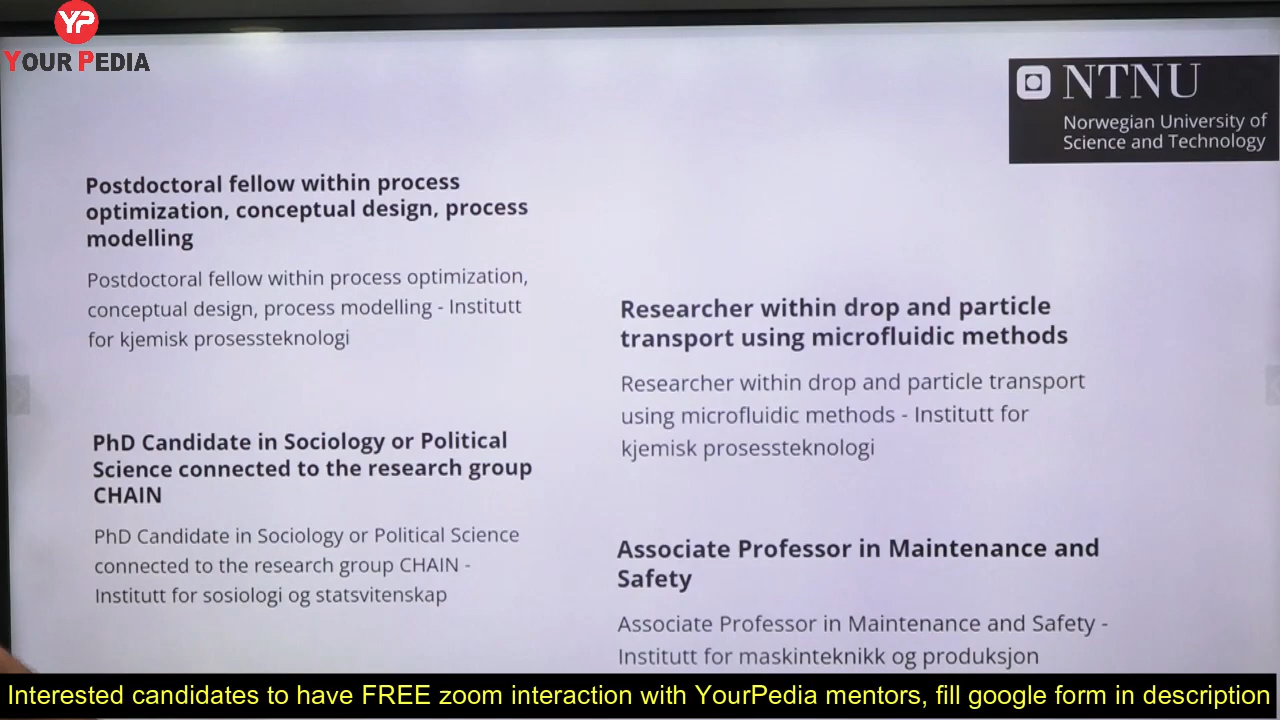 YP
YOUR PEDIA
NTNU
Norwegian University of
Science and Technology
Postdoctoral fellow within process
optimization, conceptual design, process
modelling
Postdoctoral fellow within process optimization,
conceptual design, process modelling - Institutt
for kjemisk prosessteknologi
PhD Candidate in Sociology or Political
Science connected to the research group
CHAIN
PhD Candidate in Sociology or Political Science
connected to the research group CHAIN -
Institutt for sosiologi og statsvitenskap
Researcher within drop and particle
transport using microfluidic methods
Researcher within drop and particle transport
using microfluidic methods - Institutt for
kjemisk prosessteknologi
Associate Professor in Maintenance and
Safety
Associate Professor in Maintenance and Safety -
Institutt for maskinteknikk og produksjon
Interested candidates to have FREE zoom interaction with YourPedia mentors, fill google form in description